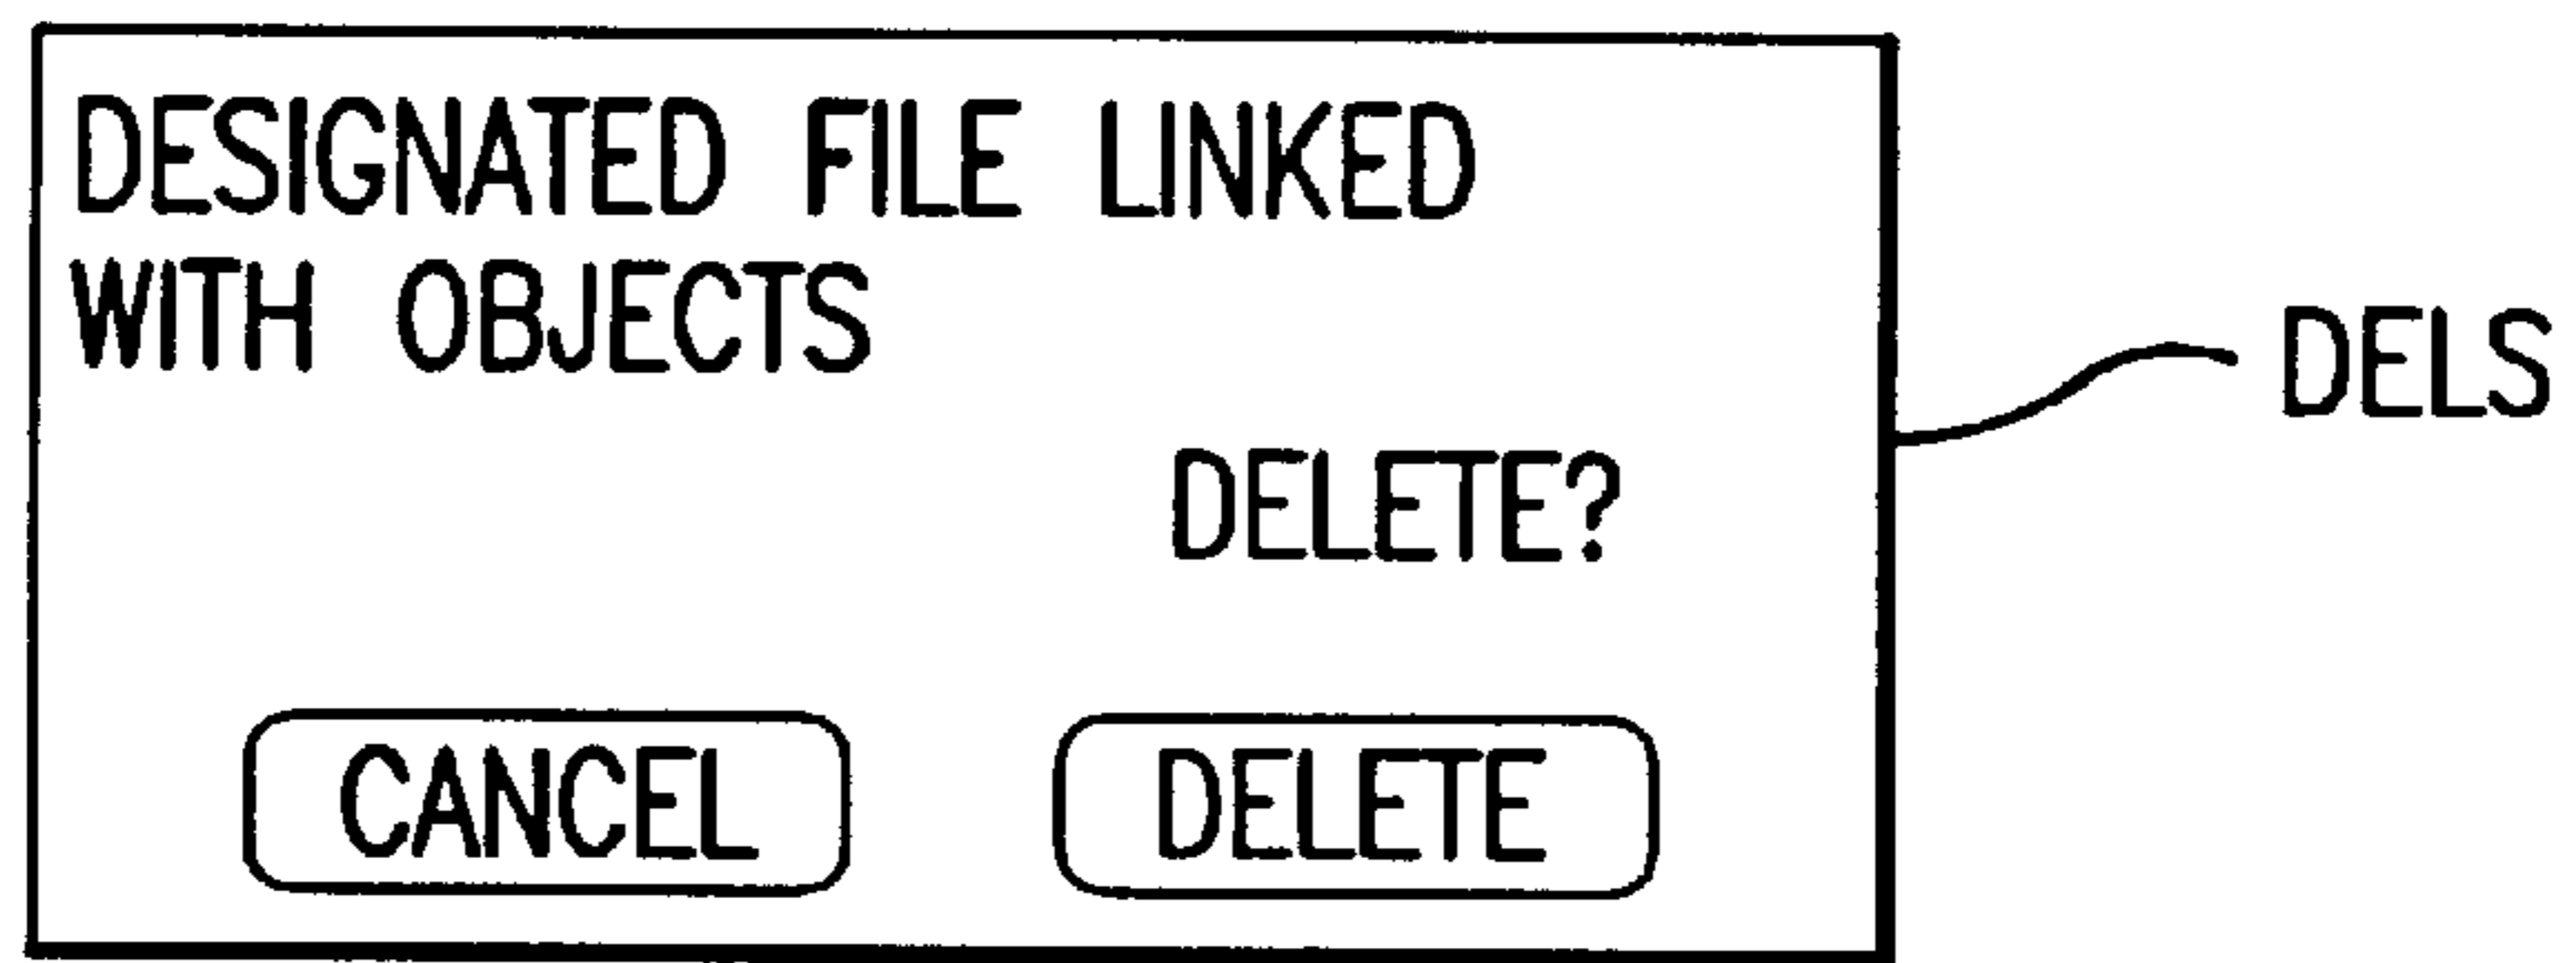 DESIGNATED FILE LINKED
WITH OBJECTS
DELS
DELETE?
CANCEL DELETE